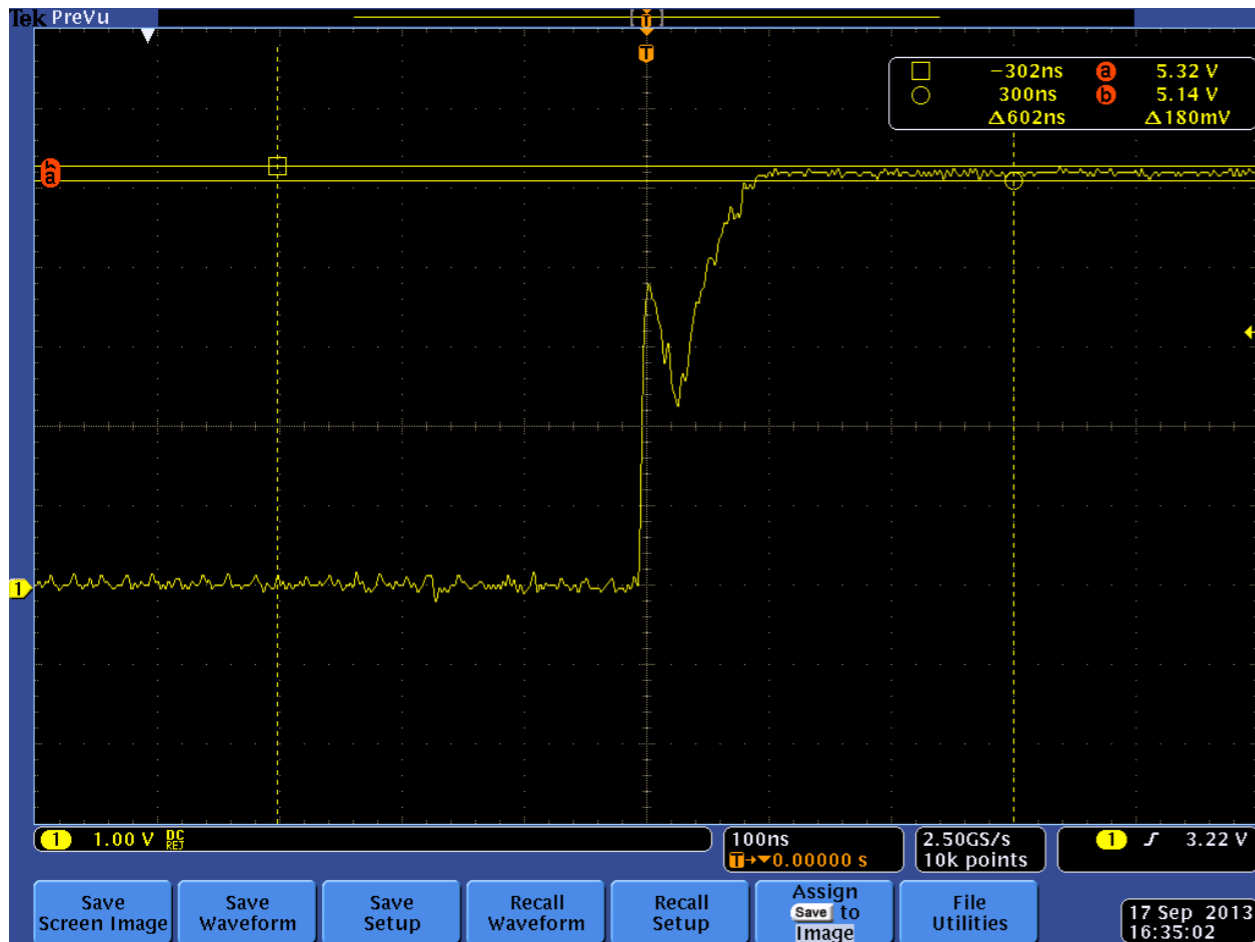 Tek PreVu
T
T
□ −302ns a 5.32 V
○ 300ns b 5.14 V
Δ602ns Δ180mV
b
a
1
1 1.00 V DC REJ
100ns
T→▼0.00000 s
2.50GS/s
10k points
1 ƒ 3.22 V
Save
Screen Image
Save
Waveform
Save
Setup
Recall
Waveform
Recall
Setup
Assign
Save to
Image
File
Utilities
17 Sep 2013
16:35:02